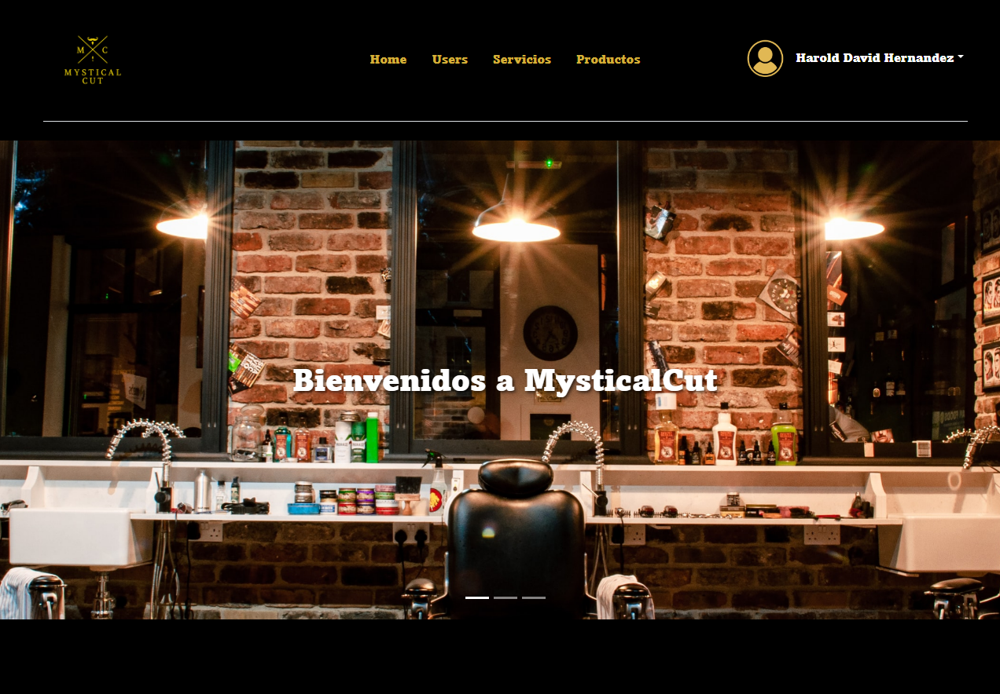 M C
MYSTICAL
CUT
Home Users Servicios Productos
Harold David Hernandez
Bienvenidos a MysticalCut